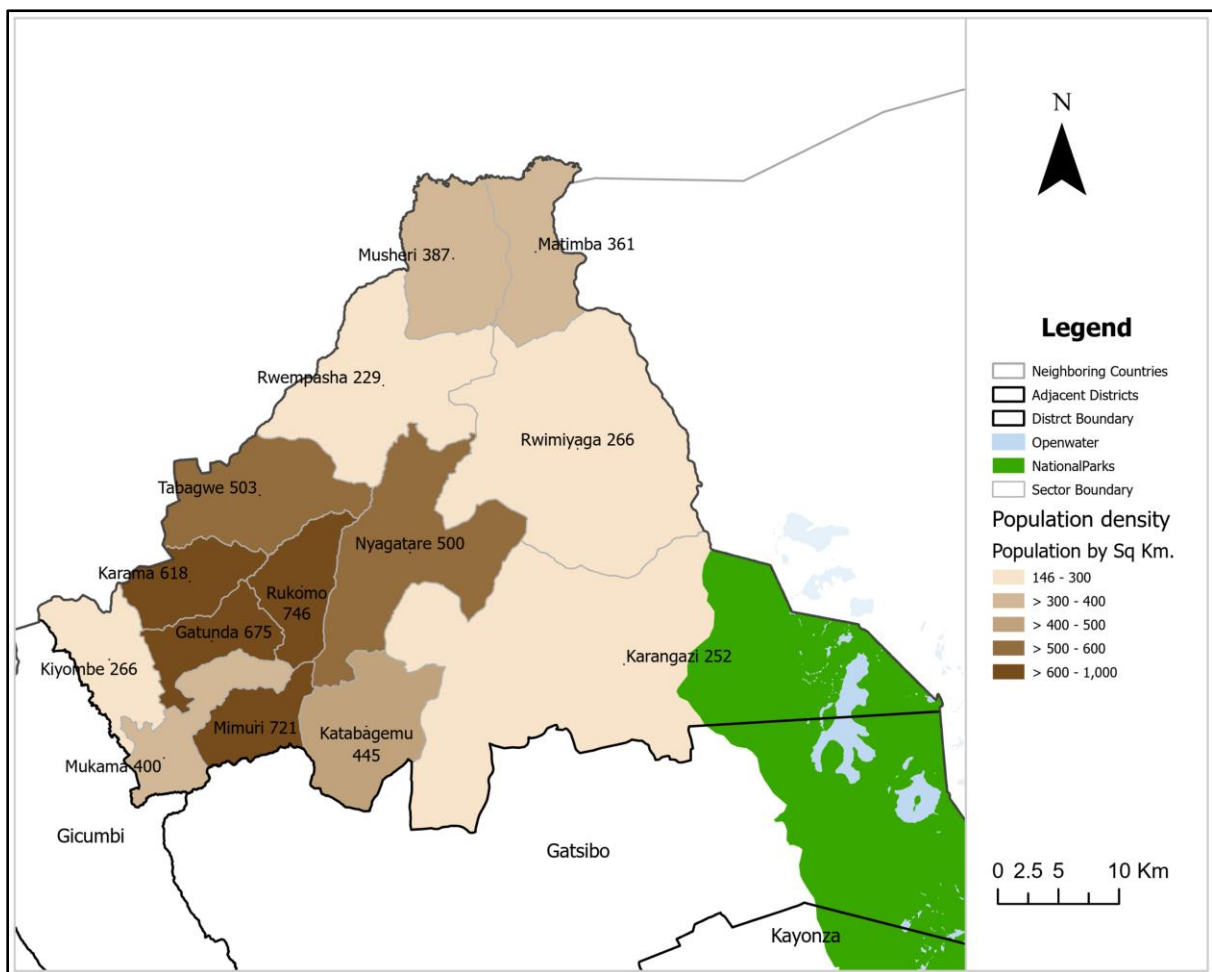 N
Matimba 361
Musheri 387
Rwempasha 229
Rwimiyaga 266
Tabagwe 503
Nyagatare 500
Karama 618
Rukomo
746
Gatunda 675
Kiyombe 266
Karangazi 252
Mimuri 721
Katabagemu
445
Mukama 400
Gicumbi
Gatsibo
Kayonza
Legend
Neighboring Countries
Adjacent Districts
Distrct Boundary
Openwater
NationalParks
Sector Boundary
Population density
Population by Sq Km.
146 - 300
> 300 - 400
> 400 - 500
> 500 - 600
> 600 - 1,000
0 2.5 5 10 Km